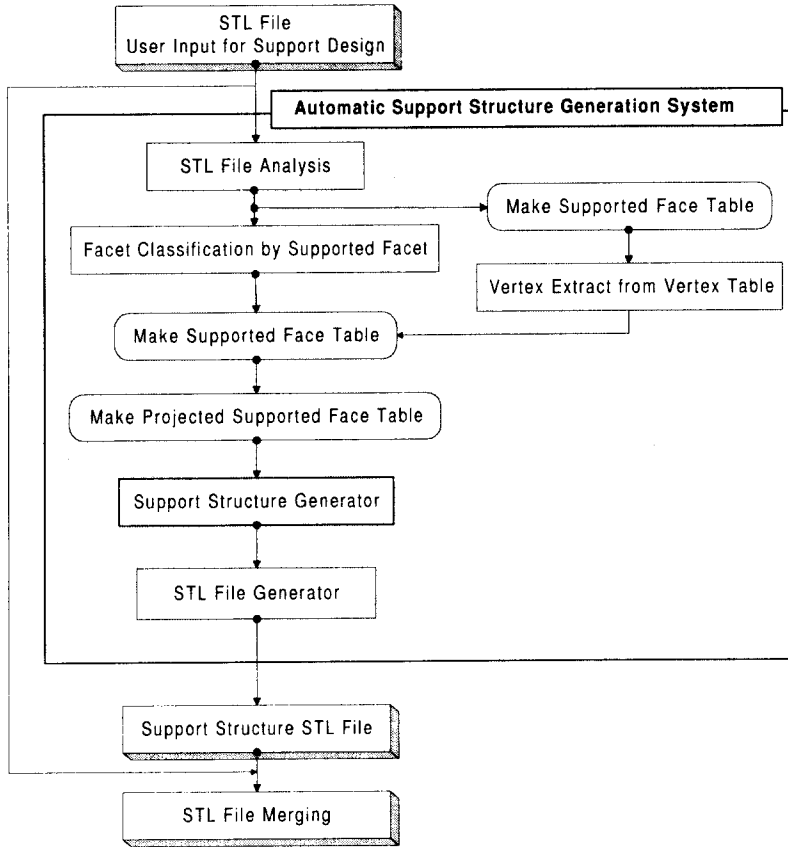 STL File
User Input for Support Design
Automatic Support Structure Generation System
STL File Analysis
Make Supported Face Table
Facet Classification by Supported Facet
Vertex Extract from Vertex Table
Make Supported Face Table
Make Projected Supported Face Table
Support Structure Generator
STL File Generator
Support Structure STL File
STL File Merging